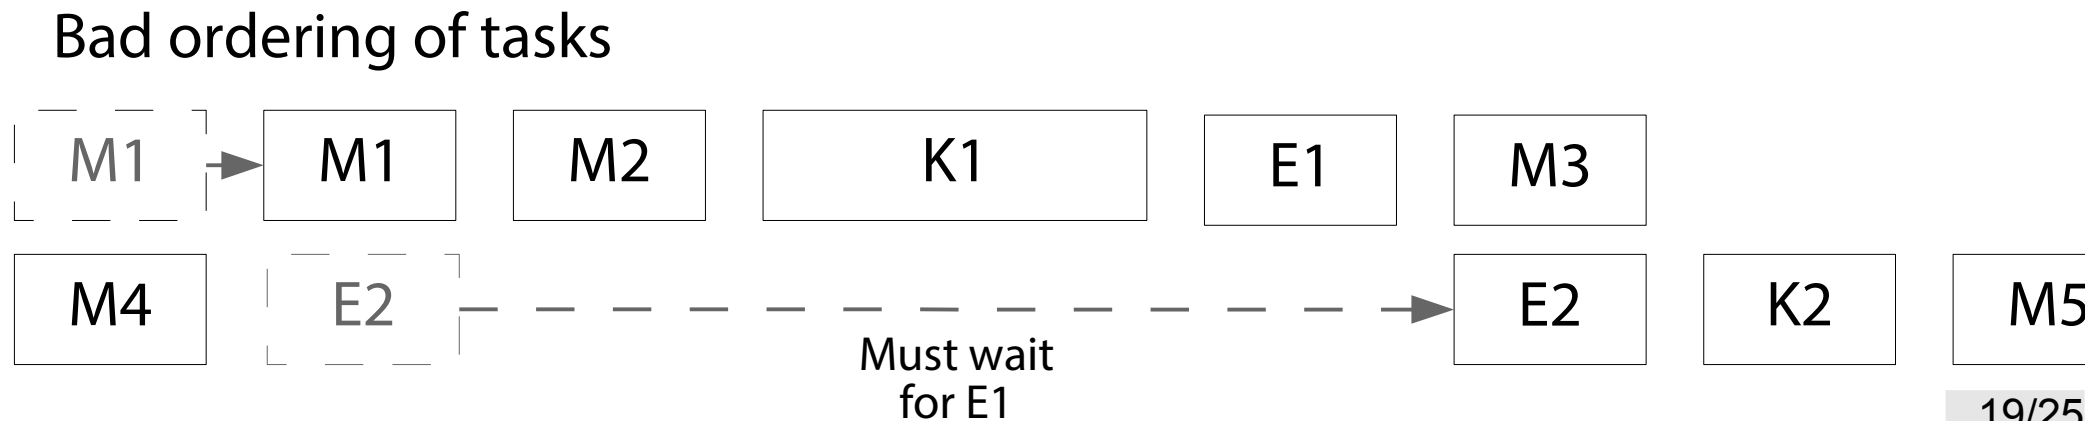 Bad ordering of tasks
M1 M1 M2 K1 E1 M3
M4 E2 E2 K2 M5
Must wait
for E1
19/25